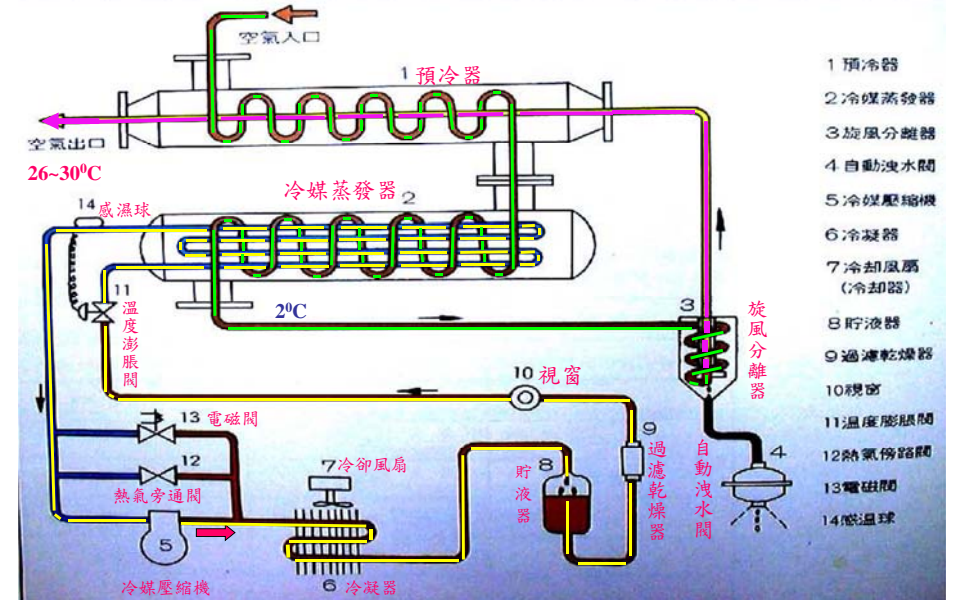 空氣入口
1 預冷器
空氣出口
26~30⁰C
冷媒蒸發器
2
14 感濕球
11
溫度澎脹閥
2⁰C
3
旋風分離器
10 視窗
13 電磁閥
12
熱氣旁通閥
7 冷卻風扇
8
貯液器
9
過濾乾燥器
自動洩水閥
4
5
冷媒壓縮機
6 冷凝器
1 預冷器
2 冷媒蒸發器
3 旋風分離器
4 自動洩水閥
5 冷媒壓縮機
6 冷凝器
7 冷却風扇
(冷却器)
8 貯液器
9 過濾乾燥器
10 視窗
11 温度膨脹閥
12 熱氣傍路閥
13 電磁閥
14 感温球